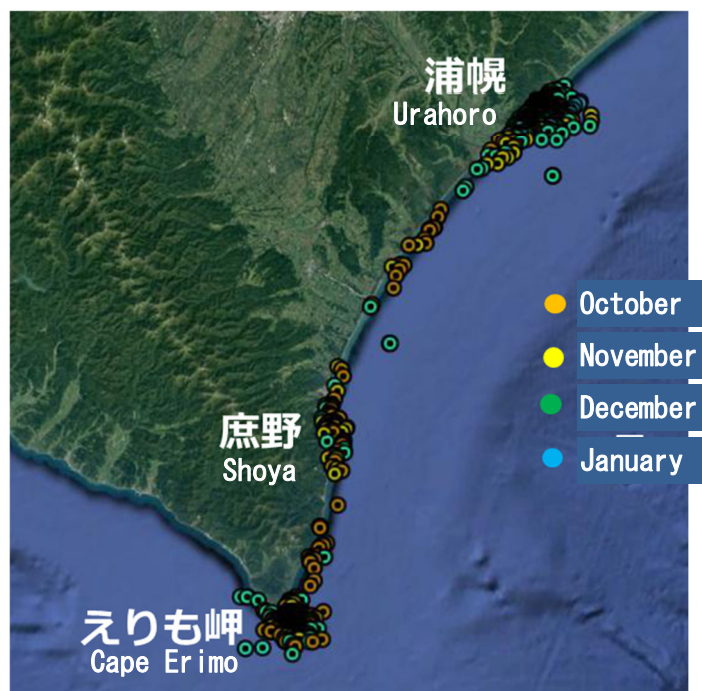 浦幌
Urahoro
October
November
December
庶野
Shoya
January
えりも岬
Cape Erimo